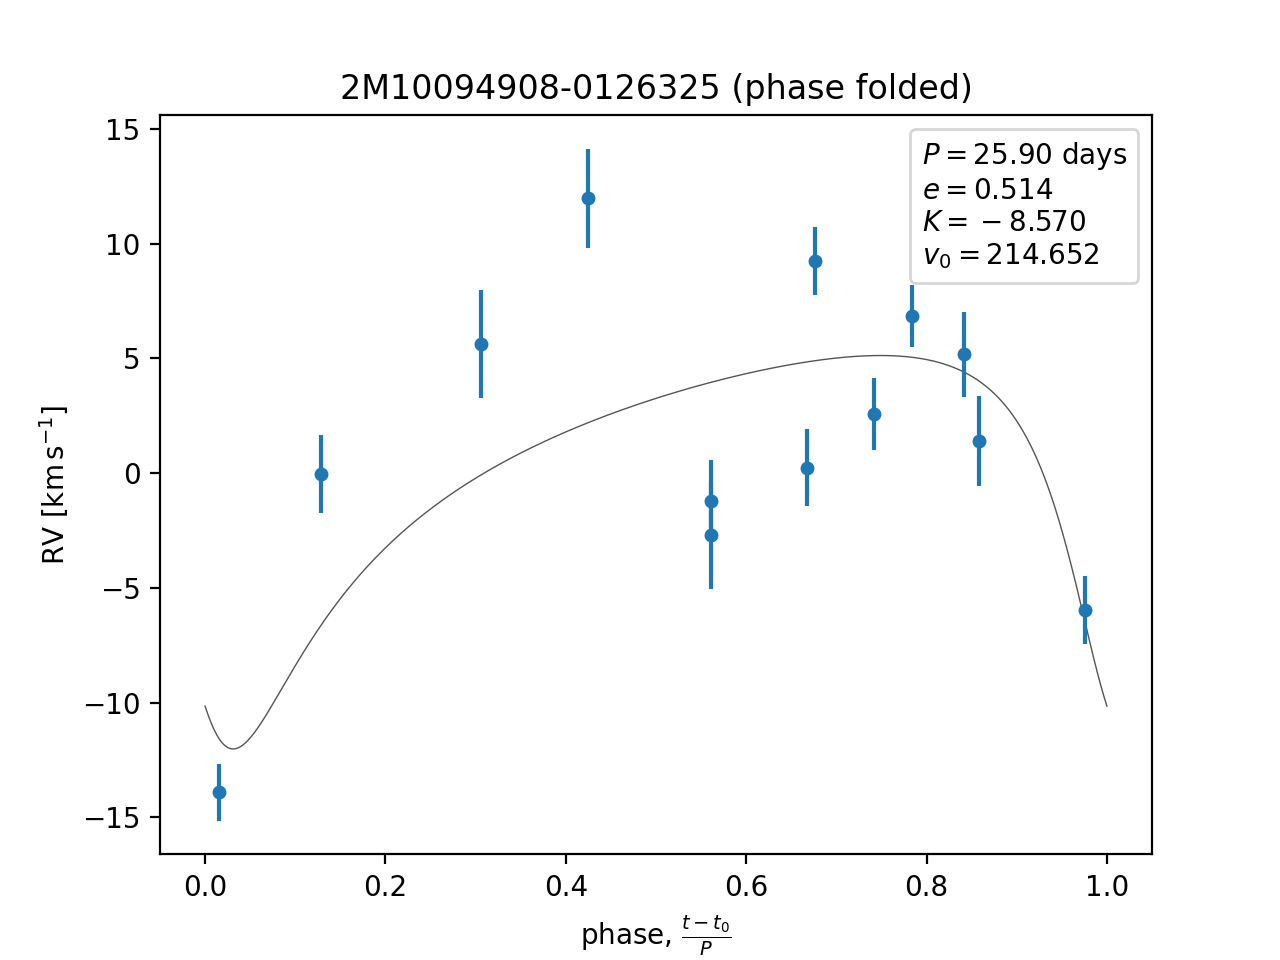 2M10094908-0126325 (phase folded)
P = 25.90 days
e = 0.514
K = −8.570
v₀ = 214.652
RV [km s⁻¹]
15
10
5
0
−5
−10
−15
0.0 0.2 0.4 0.6 0.8 1.0
phase, (t − t₀)/P